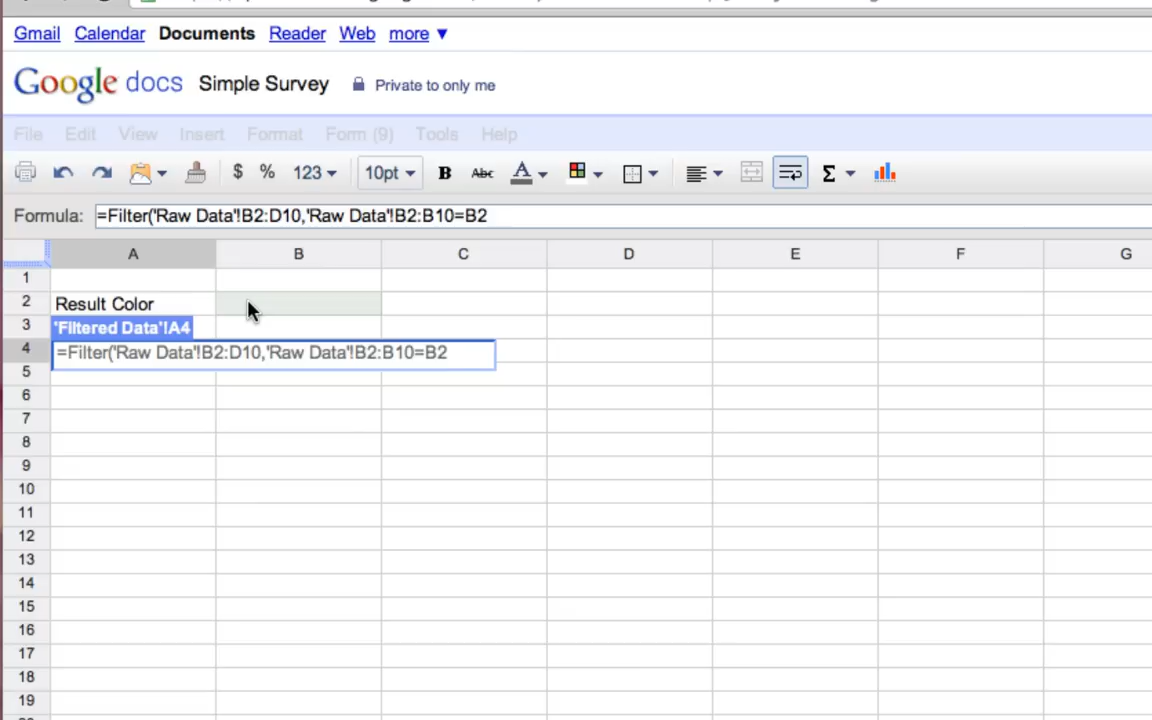 Gmail Calendar Documents Reader Web more ▼
Google docs Simple Survey Private to only me
File Edit View Insert Format Form (9) Tools Help
$ % 123 10pt B Abc A Σ
Formula: =Filter('Raw Data'!B2:D10,'Raw Data'!B2:B10=B2
A B C D E F G
1
2 Result Color
3 'Filtered Data'!A4
4 =Filter('Raw Data'!B2:D10,'Raw Data'!B2:B10=B2
5
6
7
8
9
10
11
12
13
14
15
16
17
18
19